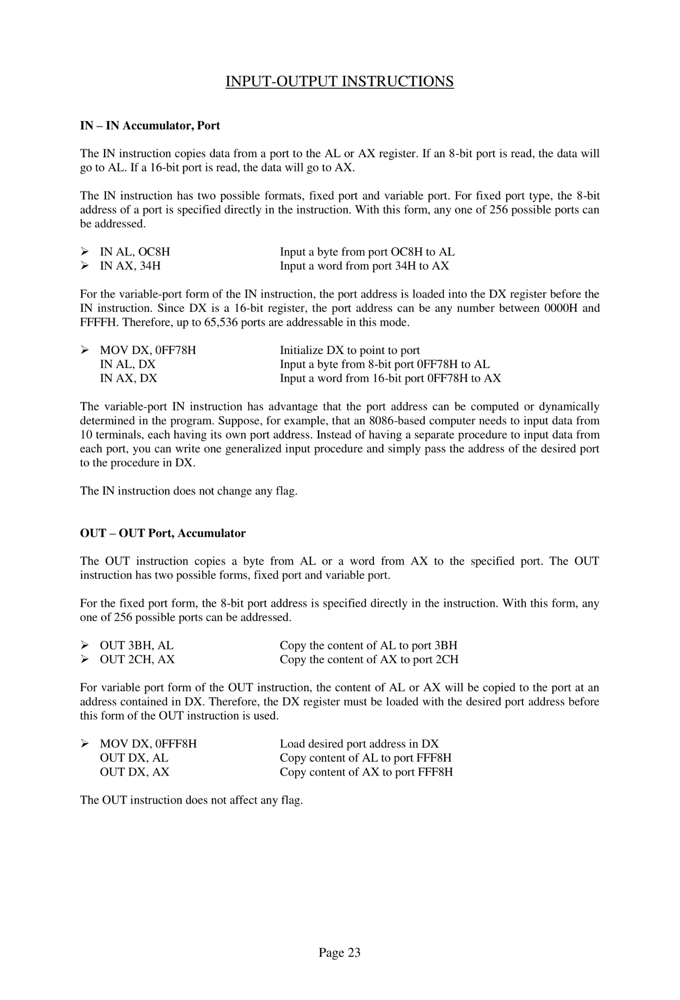 INPUT-OUTPUT INSTRUCTIONS
IN – IN Accumulator, Port
The IN instruction copies data from a port to the AL or AX register. If an 8-bit port is read, the data will
go to AL. If a 16-bit port is read, the data will go to AX.
The IN instruction has two possible formats, fixed port and variable port. For fixed port type, the 8-bit
address of a port is specified directly in the instruction. With this form, any one of 256 possible ports can
be addressed.
➢ IN AL, OC8H Input a byte from port OC8H to AL
➢ IN AX, 34H Input a word from port 34H to AX
For the variable-port form of the IN instruction, the port address is loaded into the DX register before the
IN instruction. Since DX is a 16-bit register, the port address can be any number between 0000H and
FFFFH. Therefore, up to 65,536 ports are addressable in this mode.
➢ MOV DX, 0FF78H Initialize DX to point to port
IN AL, DX Input a byte from 8-bit port 0FF78H to AL
IN AX, DX Input a word from 16-bit port 0FF78H to AX
The variable-port IN instruction has advantage that the port address can be computed or dynamically
determined in the program. Suppose, for example, that an 8086-based computer needs to input data from
10 terminals, each having its own port address. Instead of having a separate procedure to input data from
each port, you can write one generalized input procedure and simply pass the address of the desired port
to the procedure in DX.
The IN instruction does not change any flag.
OUT – OUT Port, Accumulator
The OUT instruction copies a byte from AL or a word from AX to the specified port. The OUT
instruction has two possible forms, fixed port and variable port.
For the fixed port form, the 8-bit port address is specified directly in the instruction. With this form, any
one of 256 possible ports can be addressed.
➢ OUT 3BH, AL Copy the content of AL to port 3BH
➢ OUT 2CH, AX Copy the content of AX to port 2CH
For variable port form of the OUT instruction, the content of AL or AX will be copied to the port at an
address contained in DX. Therefore, the DX register must be loaded with the desired port address before
this form of the OUT instruction is used.
➢ MOV DX, 0FFF8H Load desired port address in DX
OUT DX, AL Copy content of AL to port FFF8H
OUT DX, AX Copy content of AX to port FFF8H
The OUT instruction does not affect any flag.
Page 23